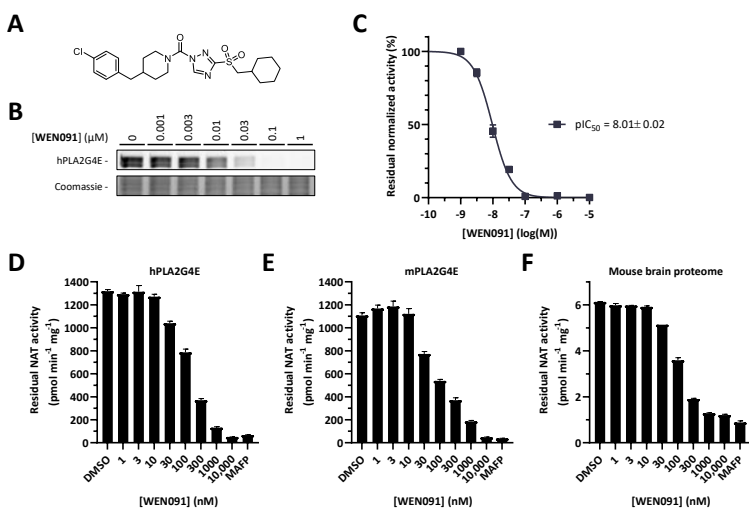 A
Cl
N
O
N
N
N
S
O
O
B
[WEN091] (μM)
0
0.001
0.003
0.01
0.03
0.1
1
hPLA2G4E -
Coomassie -
C
Residual normalized activity (%)
100
50
0
-10 -9 -8 -7 -6 -5
[WEN091] (log(M))
pIC50 = 8.01± 0.02
D
hPLA2G4E
Residual NAT activity
(pmol min-1 mg-1)
1400
1200
1000
800
600
400
200
0
DMSO 1 3 10 30 100 300 1000 10,000 MAFP
[WEN091] (nM)
E
mPLA2G4E
Residual NAT activity
(pmol min-1 mg-1)
1400
1200
1000
800
600
400
200
0
DMSO 1 3 10 30 100 300 1000 10,000 MAFP
[WEN091] (nM)
F
Mouse brain proteome
Residual NAT activity
(pmol min-1 mg-1)
6
4
2
0
DMSO 1 3 10 30 100 300 1000 10,000 MAFP
[WEN091] (nM)